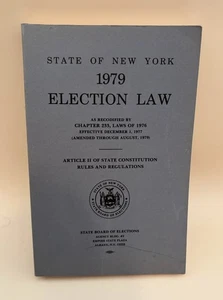 STATE OF NEW YORK
1979
ELECTION LAW
AS RECODIFIED BY
CHAPTER 233, LAWS OF 1976
EFFECTIVE DECEMBER 1, 1977
(AMENDED THROUGH AUGUST, 1979)
ARTICLE II OF STATE CONSTITUTION
RULES AND REGULATIONS
STATE BOARD OF ELECTIONS
EMPIRE STATE PLAZA
ALBANY, N.Y.